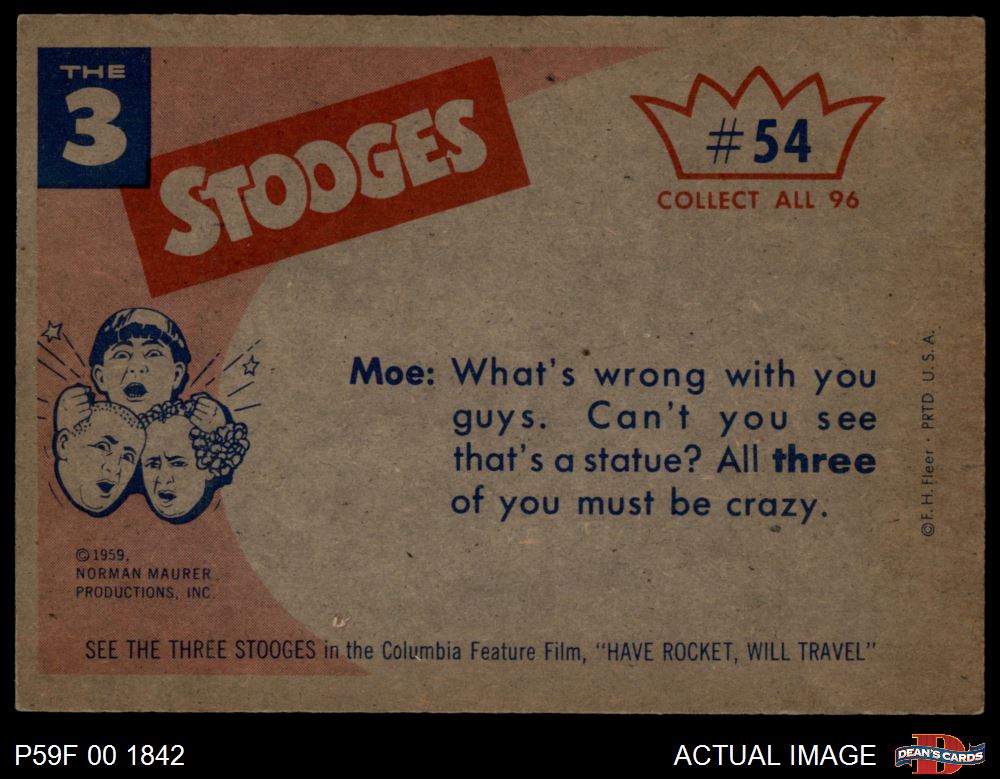 THE
3
STOOGES
#54
COLLECT ALL 96
Moe: What's wrong with you
guys. Can't you see
that's a statue? All three
of you must be crazy.
© F. H. Fleer · PRTD U. S. A.
© 1959,
NORMAN MAURER
PRODUCTIONS, INC.
SEE THE THREE STOOGES in the Columbia Feature Film, "HAVE ROCKET, WILL TRAVEL"
P59F 00 1842
ACTUAL IMAGE
DEAN'S CARDS